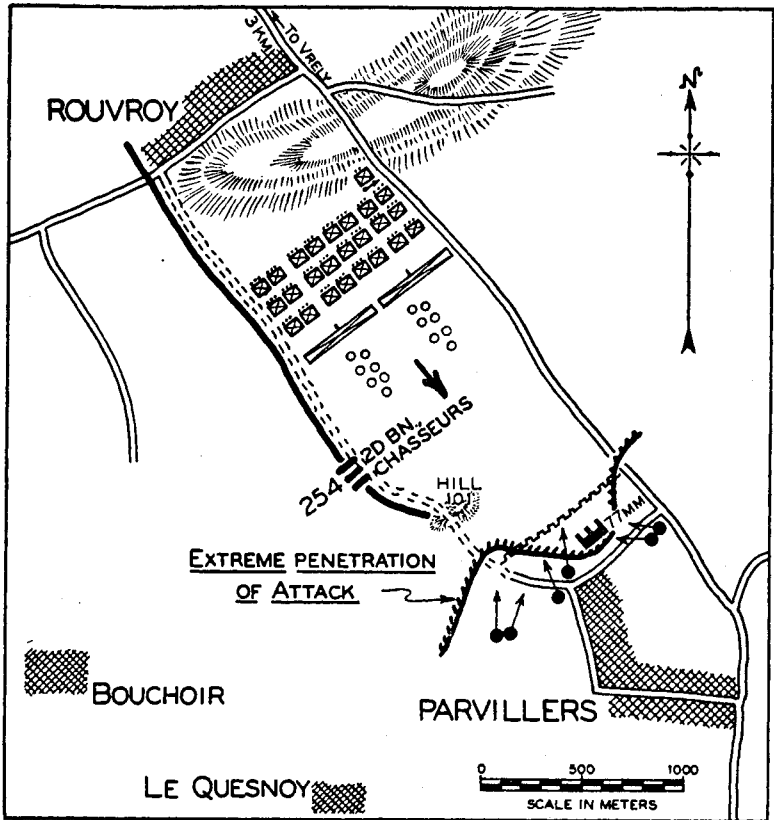 TO VRELY
3 KM.
N
ROUVROY
2D BN.
CHASSEURS
254
HILL
101
77MM
EXTREME PENETRATION
OF ATTACK
BOUCHOIR
PARVILLERS
LE QUESNOY
0 500 1000
SCALE IN METERS